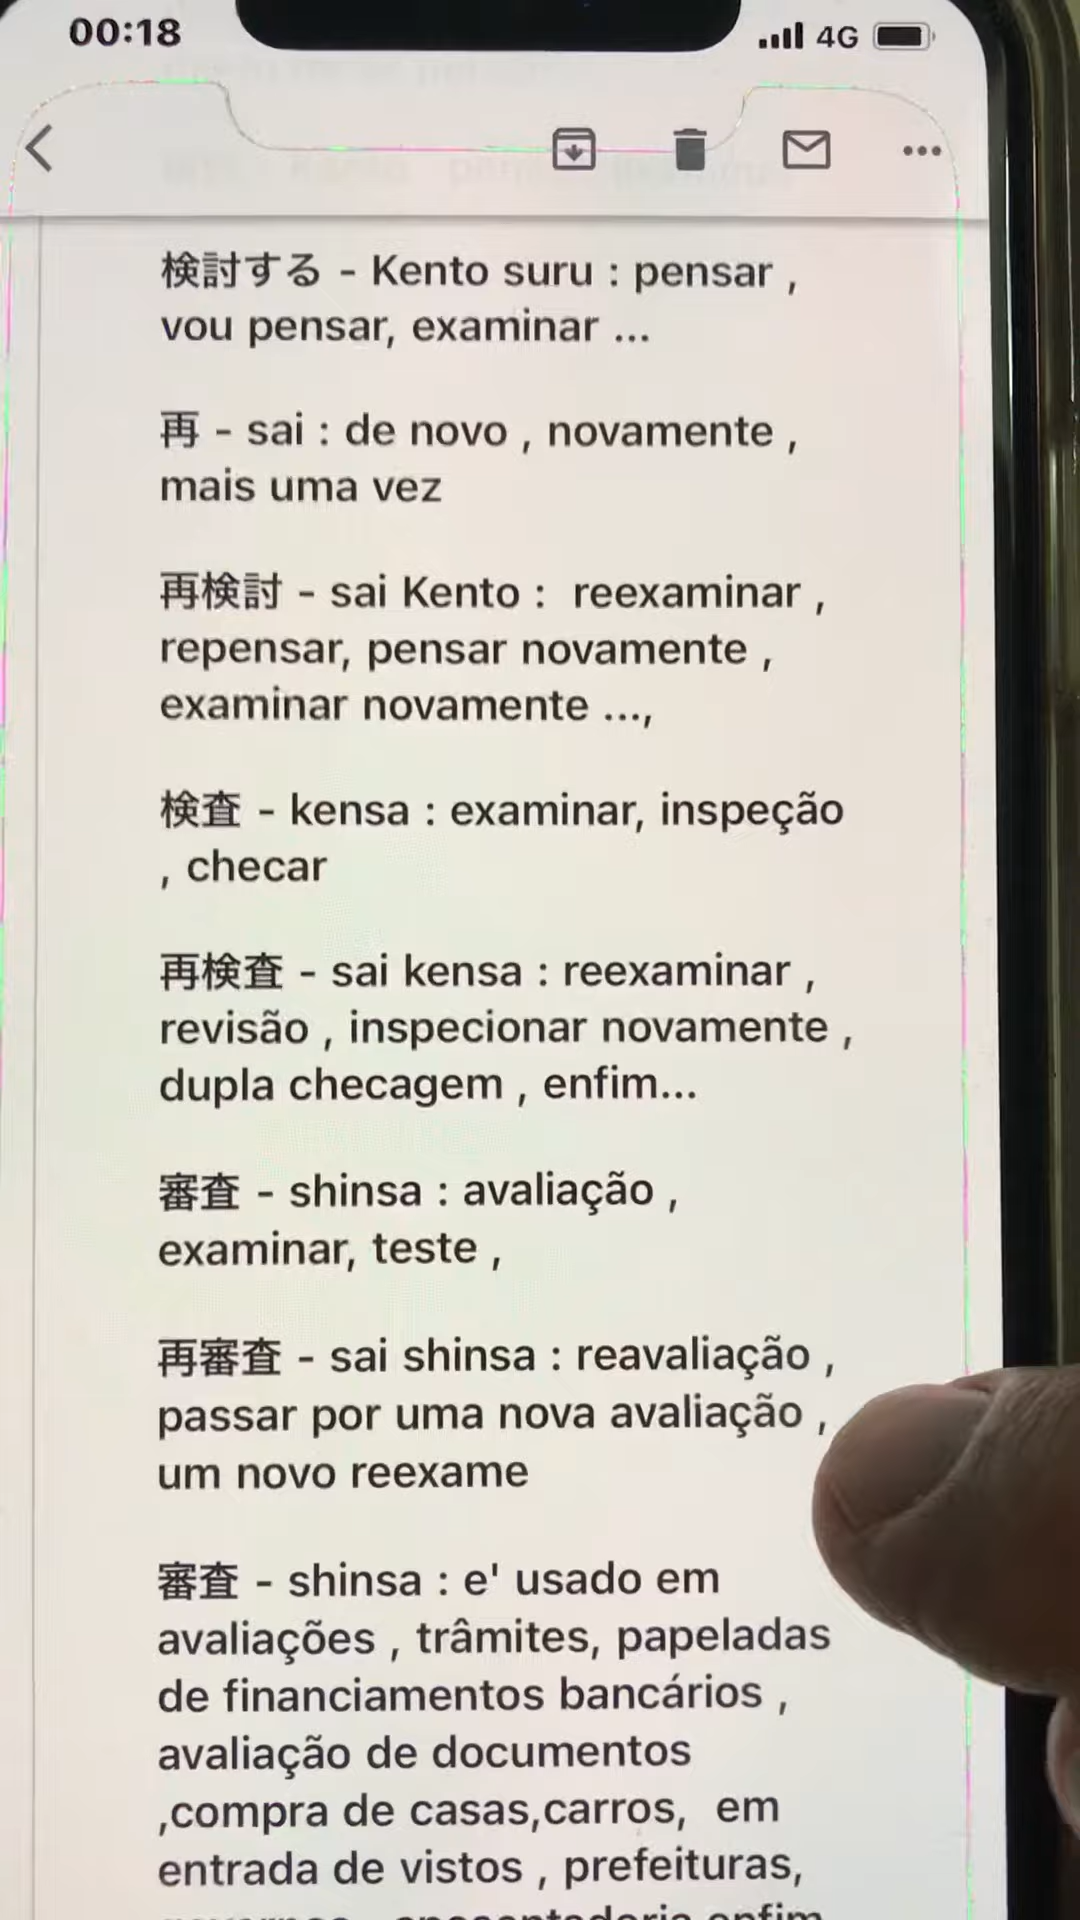 00:18
4G
検討する - Kento suru : pensar ,
vou pensar, examinar ...
再 - sai : de novo , novamente ,
mais uma vez
再検討 - sai Kento :  reexaminar ,
repensar, pensar novamente ,
examinar novamente ...,
検査 - kensa : examinar, inspeção
, checar
再検査 - sai kensa : reexaminar ,
revisão , inspecionar novamente ,
dupla checagem , enfim...
審査 - shinsa : avaliação ,
examinar, teste ,
再審査 - sai shinsa : reavaliação ,
passar por uma nova avaliação ,
um novo reexame
審査 - shinsa : e' usado em
avaliações , trâmites, papeladas
de financiamentos bancários ,
avaliação de documentos
,compra de casas,carros,  em
entrada de vistos , prefeituras,
enfim